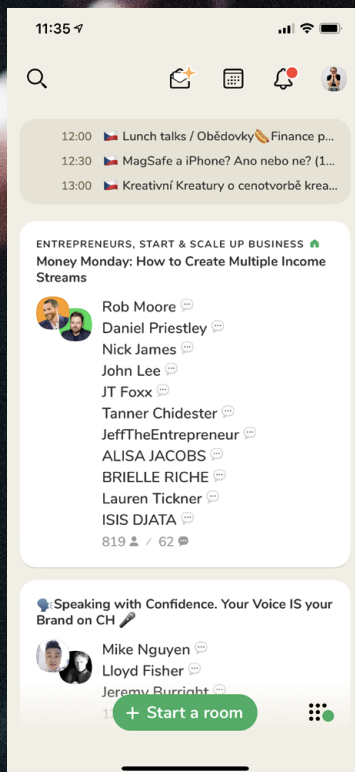 11:35
12:00 🇨🇿 Lunch talks / Obědovky🌭Finance p...
12:30 🇨🇿 MagSafe a iPhone? Ano nebo ne? (1...
13:00 🇨🇿 Kreativní Kreatury o cenotvorbě krea...
ENTREPRENEURS, START & SCALE UP BUSINESS
Money Monday: How to Create Multiple Income
Streams
Rob Moore
Daniel Priestley
Nick James
John Lee
JT Foxx
Tanner Chidester
JeffTheEntrepreneur
ALISA JACOBS
BRIELLE RICHE
Lauren Tickner
ISIS DJATA
819 / 62
🗣Speaking with Confidence. Your Voice IS your
Brand on CH 🎤
Mike Nguyen
Lloyd Fisher
Jeremy Burright
+ Start a room